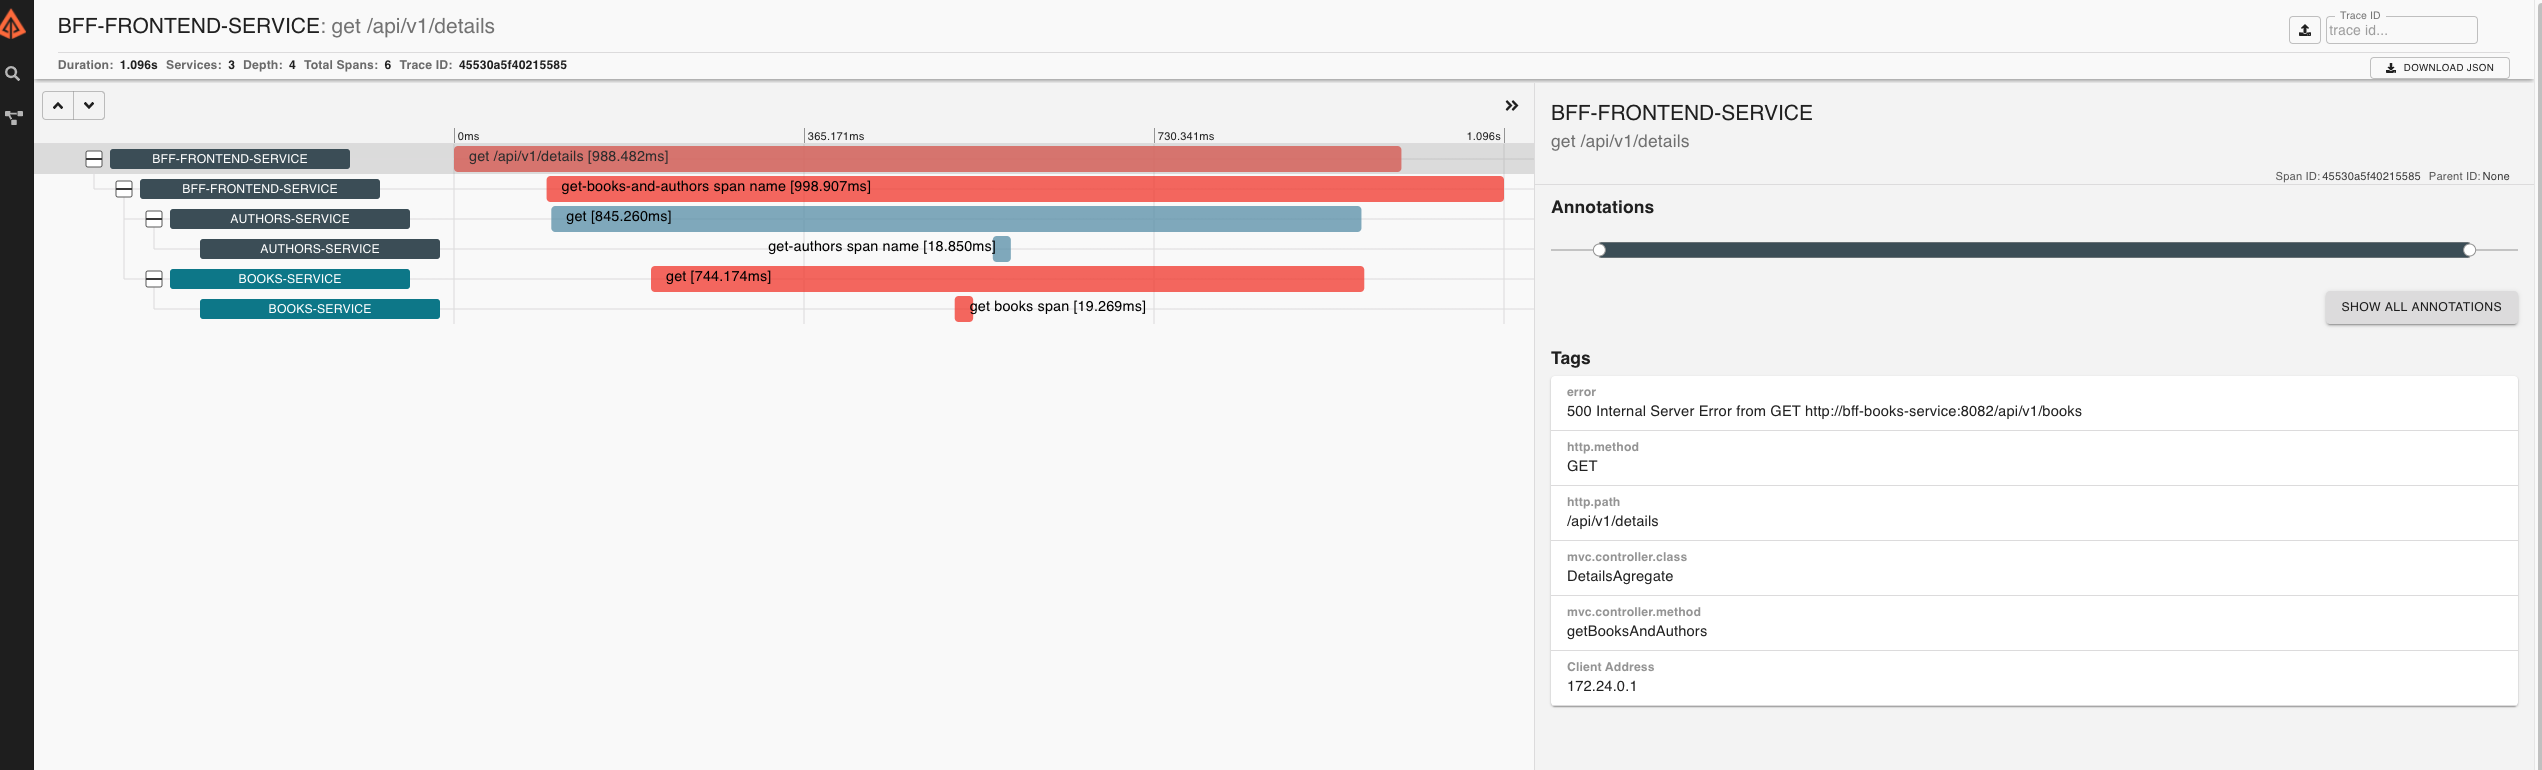 BFF-FRONTEND-SERVICE: get /api/v1/details
Trace ID
trace id...
Duration: 1.096s Services: 3 Depth: 4 Total Spans: 6 Trace ID: 45530a5f40215585
DOWNLOAD JSON
0ms 365.171ms 730.341ms 1.096s
BFF-FRONTEND-SERVICE get /api/v1/details [988.482ms]
BFF-FRONTEND-SERVICE get-books-and-authors span name [998.907ms]
AUTHORS-SERVICE get [845.260ms]
AUTHORS-SERVICE get-authors span name [18.850ms]
BOOKS-SERVICE get [744.174ms]
BOOKS-SERVICE get books span [19.269ms]
BFF-FRONTEND-SERVICE
get /api/v1/details
Span ID: 45530a5f40215585 Parent ID: None
Annotations
SHOW ALL ANNOTATIONS
Tags
error
500 Internal Server Error from GET http://bff-books-service:8082/api/v1/books
http.method
GET
http.path
/api/v1/details
mvc.controller.class
DetailsAgregate
mvc.controller.method
getBooksAndAuthors
Client Address
172.24.0.1